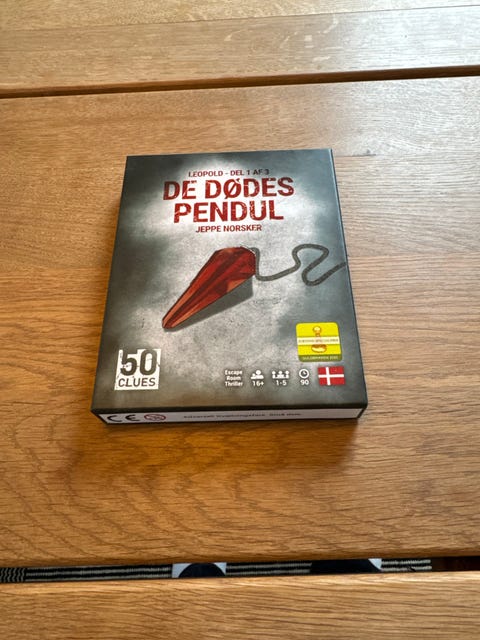 LEOPOLD - DEL 1 AF 3
DE DØDES
PENDUL
JEPPE NORSKER
50
CLUES
Escape
Room
Thriller
16+
1-5
90
CE